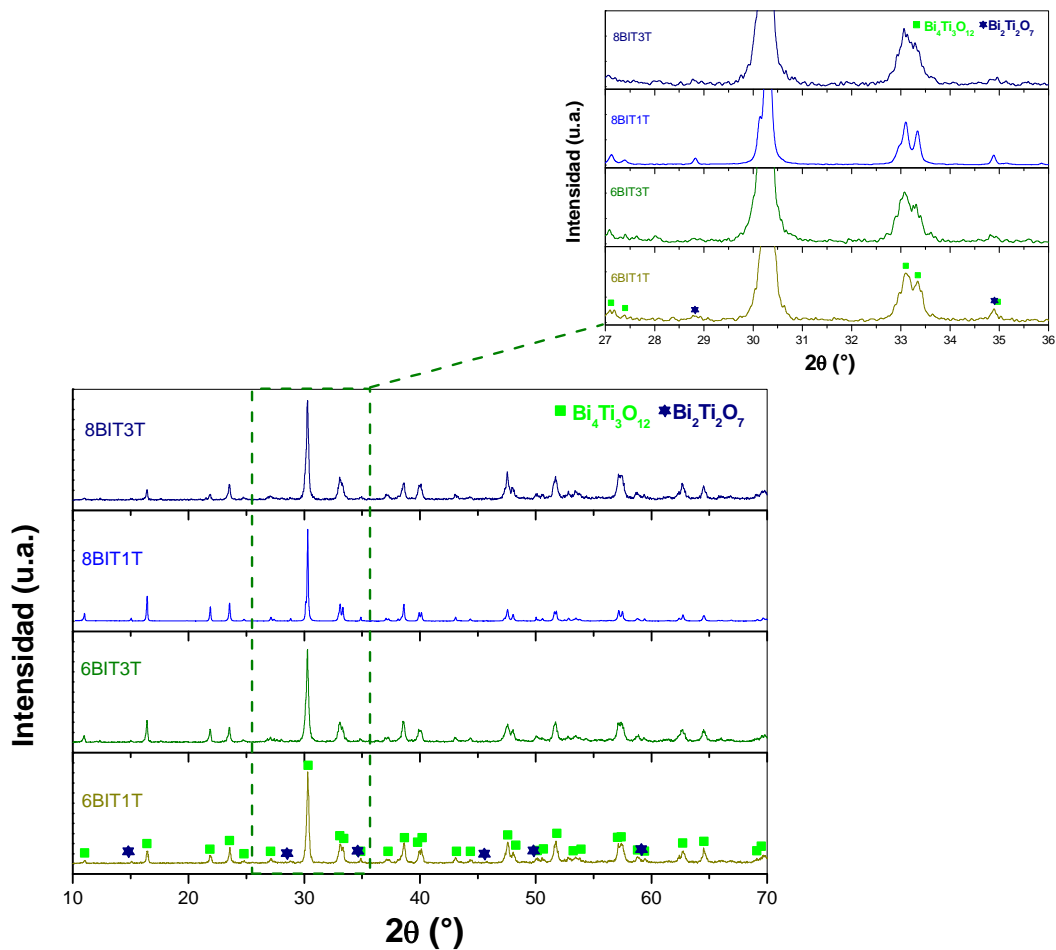 ■ Bi₄Ti₃O₁₂ ✶Bi₂Ti₂O₇
8BIT3T
8BIT1T
6BIT3T
6BIT1T
Intensidad (u.a.)
27 28 29 30 31 32 33 34 35 36
2θ (°)
■ Bi₄Ti₃O₁₂ ✶Bi₂Ti₂O₇
8BIT3T
8BIT1T
6BIT3T
6BIT1T
Intensidad (u.a.)
10 20 30 40 50 60 70
2θ (°)